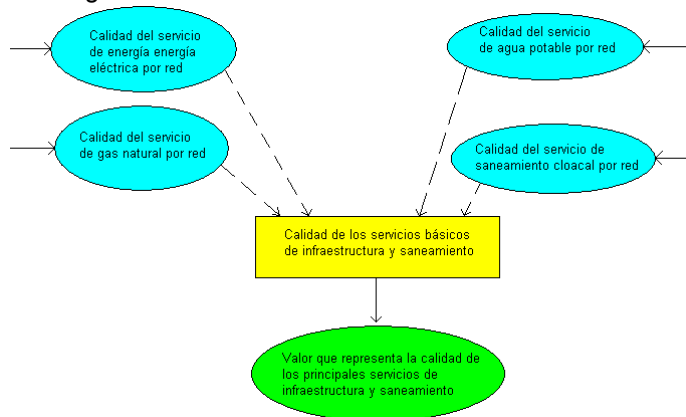 Calidad del servicio
de energía energía
eléctrica por red
Calidad del servicio
de agua potable por red
Calidad del servicio
de gas natural por red
Calidad del servicio de
saneamiento cloacal por red
Calidad de los servicios básicos
de infraestructura y saneamiento
Valor que representa la calidad de
los principales servicios de
infraestructura y saneamiento